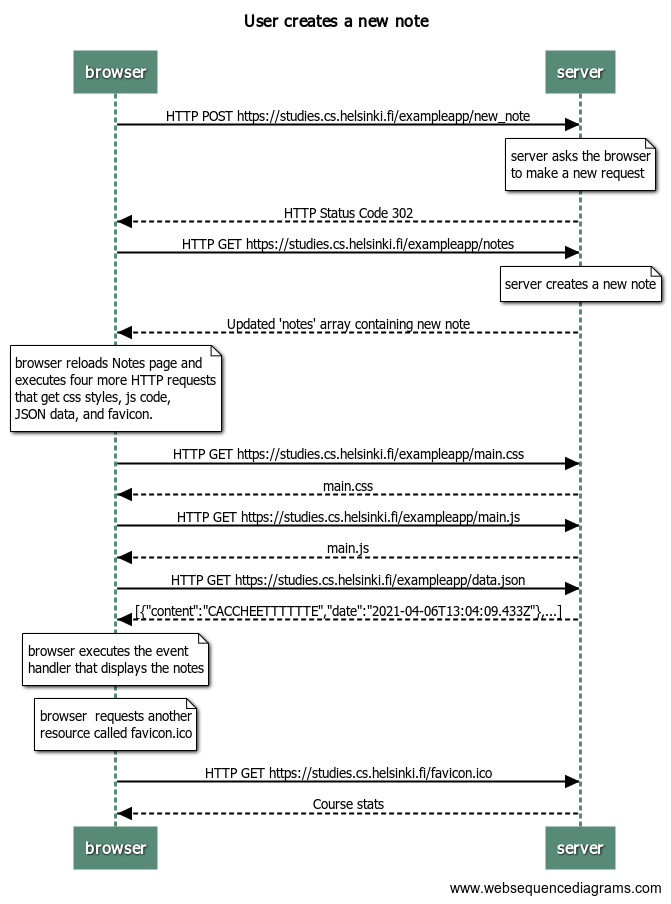 User creates a new note
browser
server
HTTP POST https://studies.cs.helsinki.fi/exampleapp/new_note
server asks the browser
to make a new request
HTTP Status Code 302
HTTP GET https://studies.cs.helsinki.fi/exampleapp/notes
server creates a new note
Updated 'notes' array containing new note
browser reloads Notes page and
executes four more HTTP requests
that get css styles, js code,
JSON data, and favicon.
HTTP GET https://studies.cs.helsinki.fi/exampleapp/main.css
main.css
HTTP GET https://studies.cs.helsinki.fi/exampleapp/main.js
main.js
HTTP GET https://studies.cs.helsinki.fi/exampleapp/data.json
[{"content":"CACCHEETTTTTTE","date":"2021-04-06T13:04:09.433Z"},...]
browser executes the event
handler that displays the notes
browser  requests another
resource called favicon.ico
HTTP GET https://studies.cs.helsinki.fi/favicon.ico
Course stats
browser
server
www.websequencediagrams.com